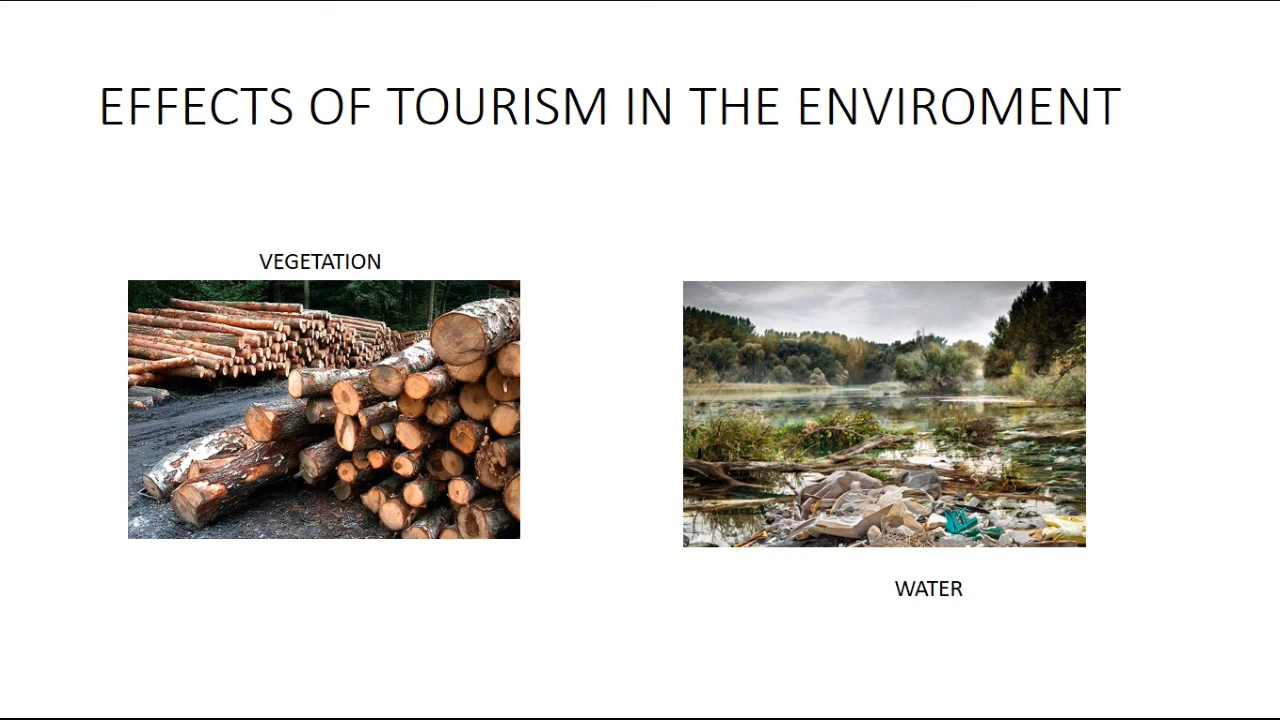 EFFECTS OF TOURISM IN THE ENVIROMENT
VEGETATION
WATER